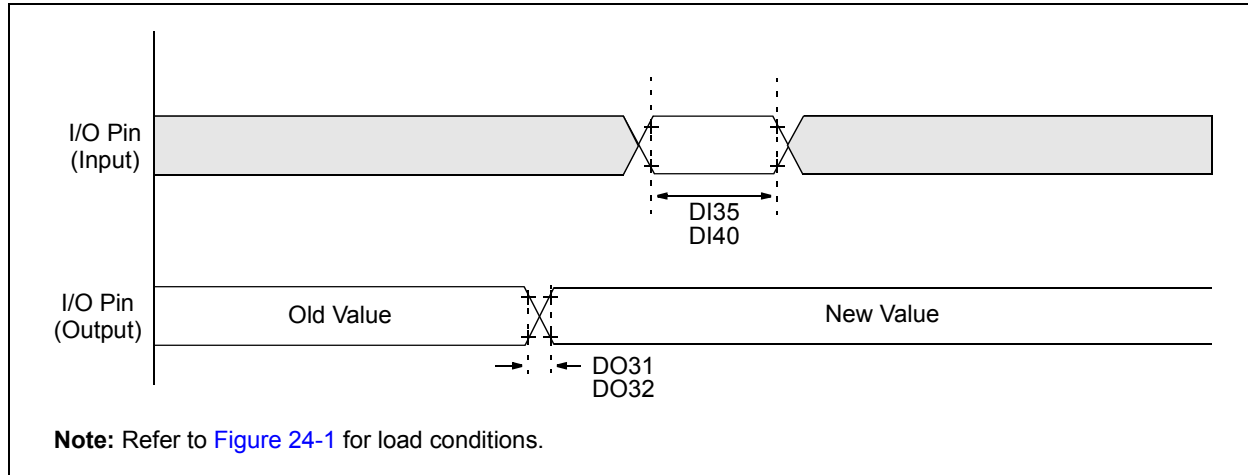 I/O Pin
(Input)
DI35
DI40
I/O Pin
(Output)
Old Value
New Value
DO31
DO32
Note: Refer to Figure 24-1 for load conditions.